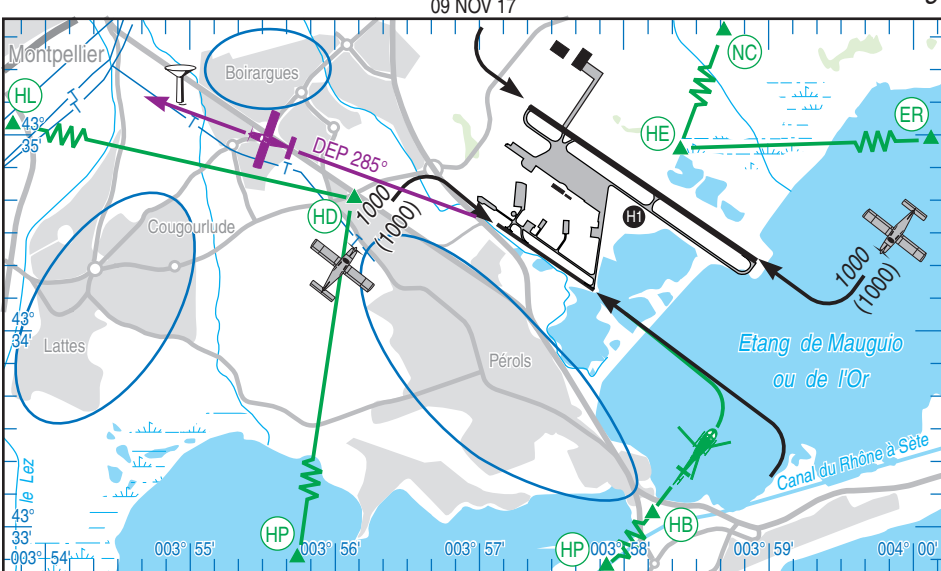 09 NOV 17
Montpellier
Boirargues
NC
HL
43°
35'
HE
ER
DEP 285°
HD
1000
(1000)
H1
Cougourlude
1000
(1000)
43°
34'
Lattes
Pérols
Etang de Mauguio
ou de l'Or
le Lez
Canal du Rhône à Sète
43°
33'
HP
HB
HP
003° 54'
003° 55'
003° 56'
003° 57'
003° 58'
003° 59'
004° 00'